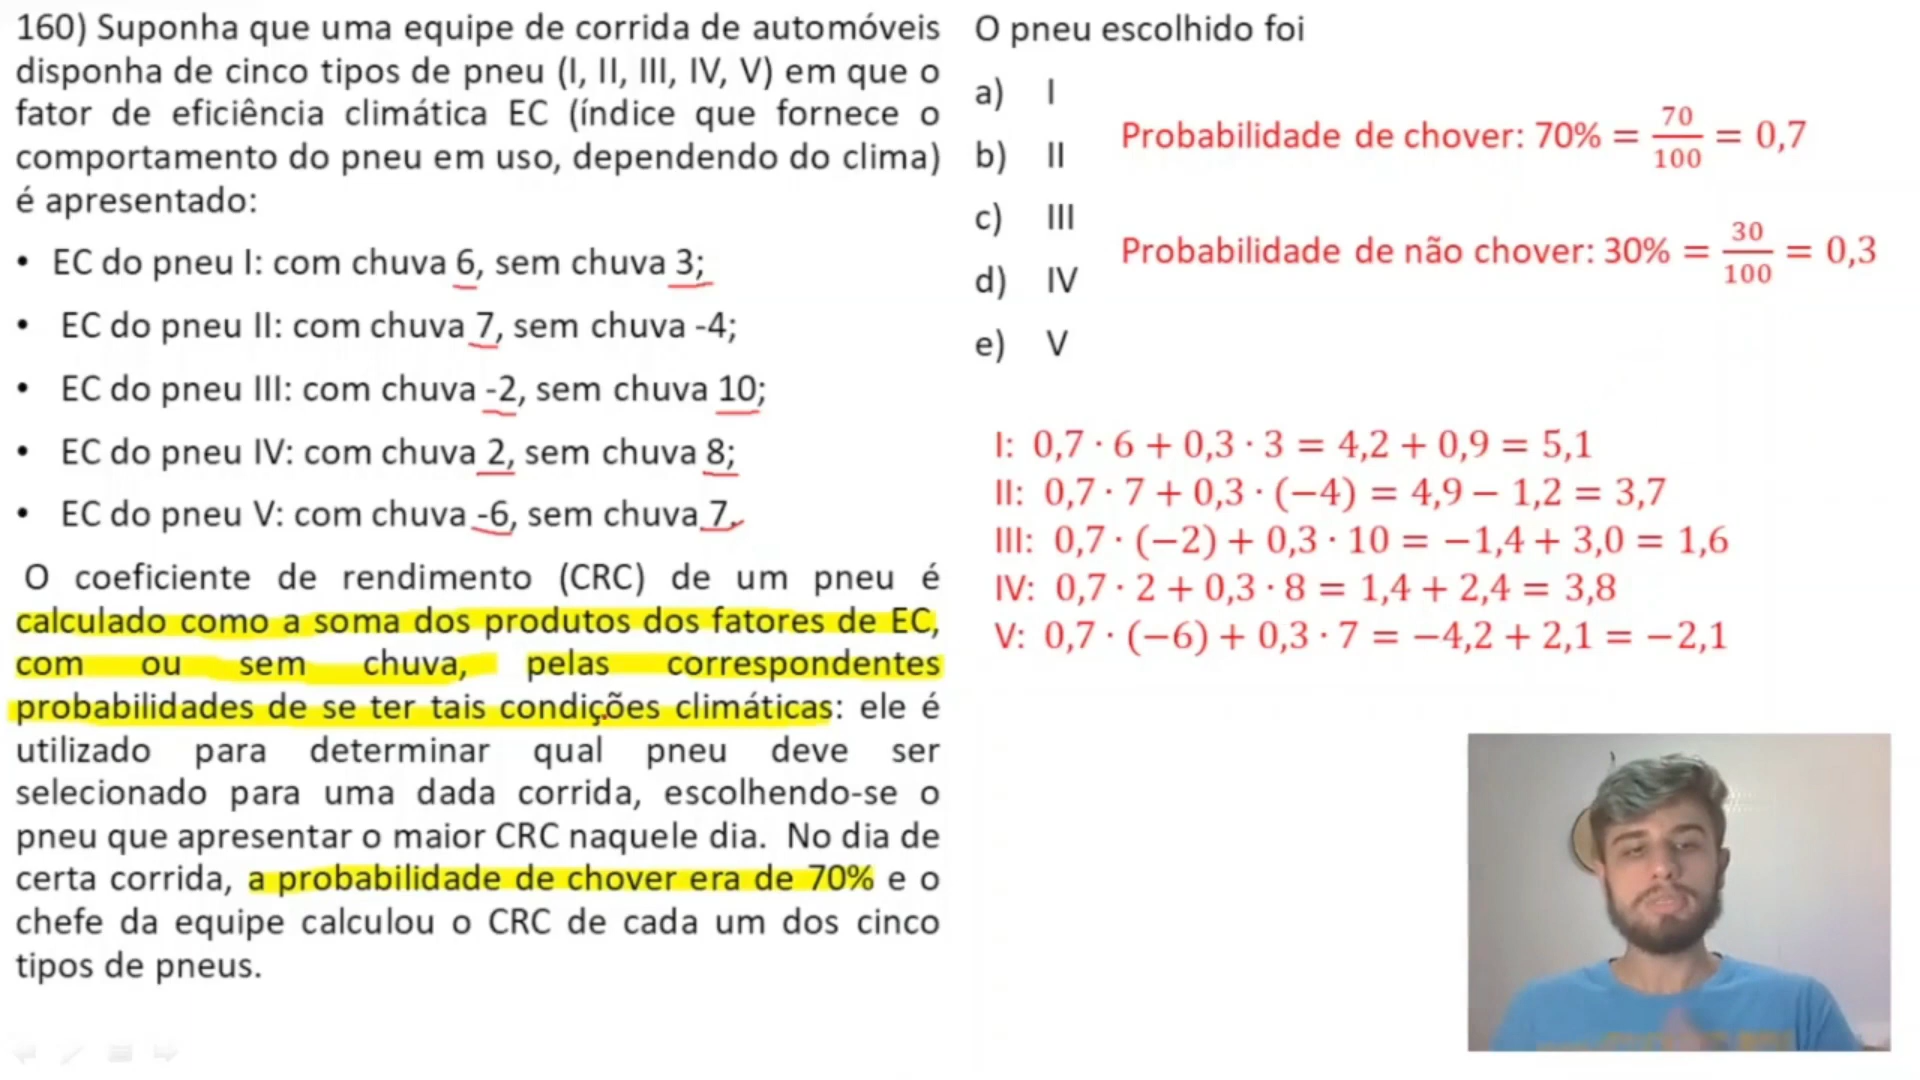 160) Suponha que uma equipe de corrida de automóveis
disponha de cinco tipos de pneu (I, II, III, IV, V) em que o
fator de eficiência climática EC (índice que fornece o
comportamento do pneu em uso, dependendo do clima)
é apresentado:
• EC do pneu I: com chuva 6, sem chuva 3;
• EC do pneu II: com chuva 7, sem chuva -4;
• EC do pneu III: com chuva -2, sem chuva 10;
• EC do pneu IV: com chuva 2, sem chuva 8;
• EC do pneu V: com chuva -6, sem chuva 7.
O coeficiente de rendimento (CRC) de um pneu é
calculado como a soma dos produtos dos fatores de EC,
com ou sem chuva, pelas correspondentes
probabilidades de se ter tais condições climáticas: ele é
utilizado para determinar qual pneu deve ser
selecionado para uma dada corrida, escolhendo-se o
pneu que apresentar o maior CRC naquele dia. No dia de
certa corrida, a probabilidade de chover era de 70% e o
chefe da equipe calculou o CRC de cada um dos cinco
tipos de pneus.
O pneu escolhido foi
a) I
b) II
c) III
d) IV
e) V
Probabilidade de chover: 70% = 70/100 = 0,7
Probabilidade de não chover: 30% = 30/100 = 0,3
I: 0,7 · 6 + 0,3 · 3 = 4,2 + 0,9 = 5,1
II: 0,7 · 7 + 0,3 · (−4) = 4,9 − 1,2 = 3,7
III: 0,7 · (−2) + 0,3 · 10 = −1,4 + 3,0 = 1,6
IV: 0,7 · 2 + 0,3 · 8 = 1,4 + 2,4 = 3,8
V: 0,7 · (−6) + 0,3 · 7 = −4,2 + 2,1 = −2,1